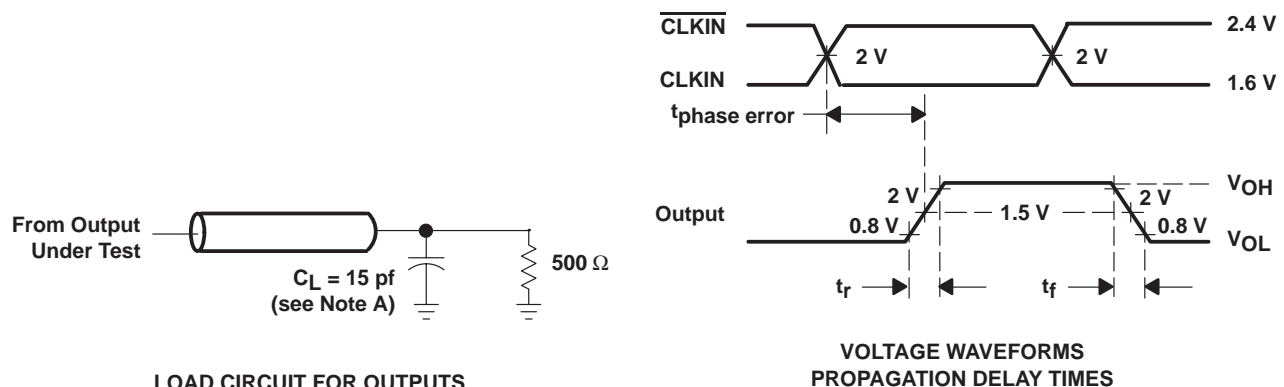 From Output
Under Test
CL = 15 pf
(see Note A)
500 Ω
LOAD CIRCUIT FOR OUTPUTS
CLKIN
CLKIN
2 V
2 V
2.4 V
1.6 V
tphase error
Output
0.8 V
2 V
1.5 V
2 V
0.8 V
VOH
VOL
tr
tf
VOLTAGE WAVEFORMS
PROPAGATION DELAY TIMES